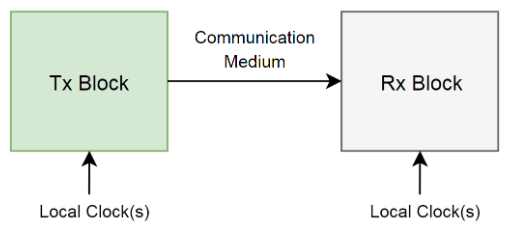 Communication
Medium
Tx Block
Rx Block
Local Clock(s)
Local Clock(s)